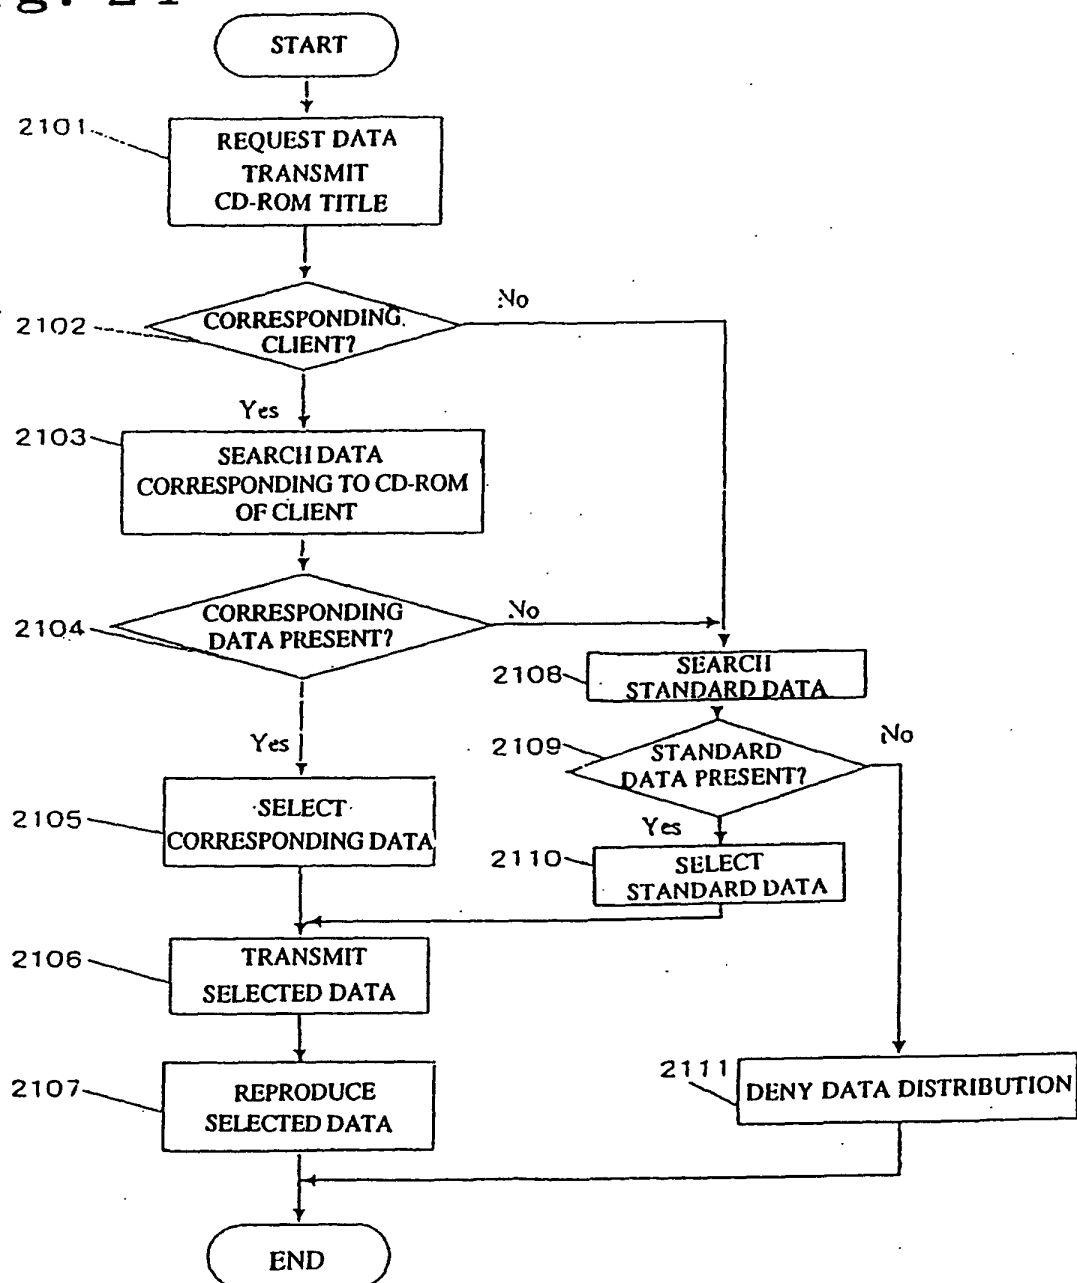 START
2101
REQUEST DATA
TRANSMIT
CD-ROM TITLE
No
2102
CORRESPONDING
CLIENT?
Yes
2103
SEARCH DATA
CORRESPONDING TO CD-ROM
OF CLIENT
2104
CORRESPONDING
DATA PRESENT?
No
2108
SEARCH
STANDARD DATA
Yes
2109
STANDARD
DATA PRESENT?
No
2105
SELECT
CORRESPONDING DATA
Yes
2110
SELECT
STANDARD DATA
2106
TRANSMIT
SELECTED DATA
2107
REPRODUCE
SELECTED DATA
2111
DENY DATA DISTRIBUTION
END